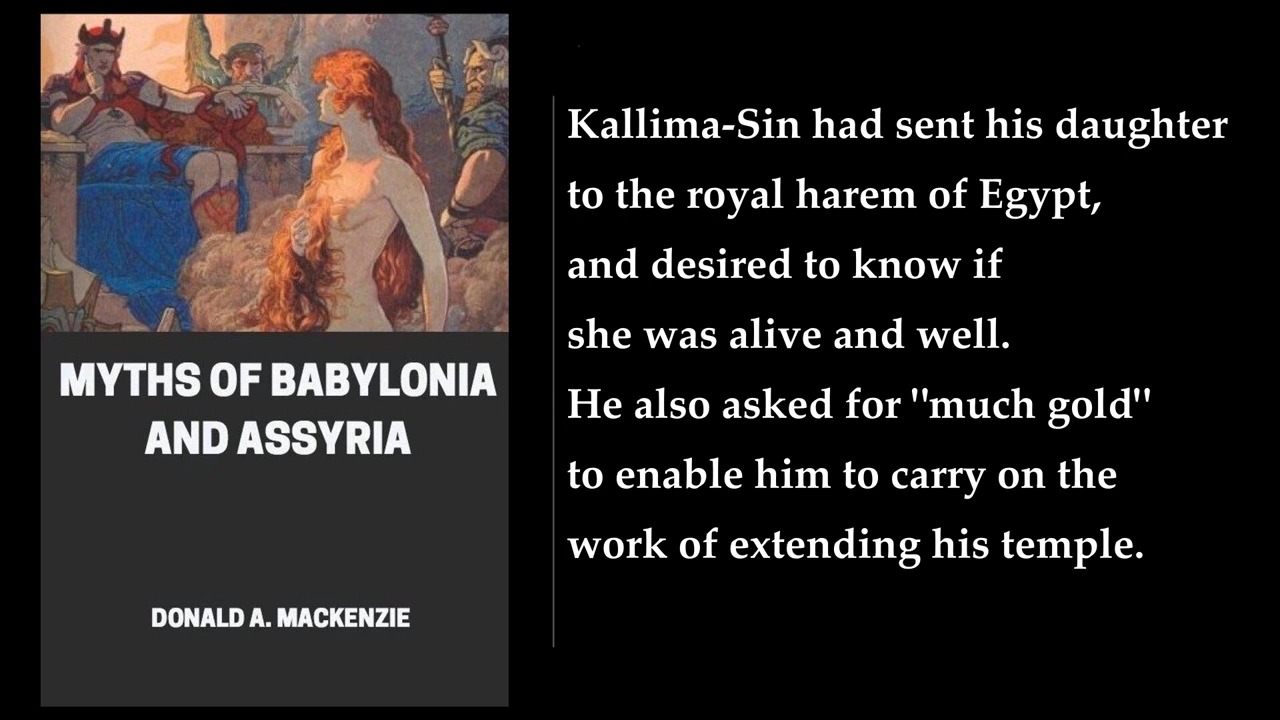 MYTHS OF BABYLONIA
AND ASSYRIA
DONALD A. MACKENZIE
Kallima-Sin had sent his daughter
to the royal harem of Egypt,
and desired to know if
she was alive and well.
He also asked for "much gold"
to enable him to carry on the
work of extending his temple.